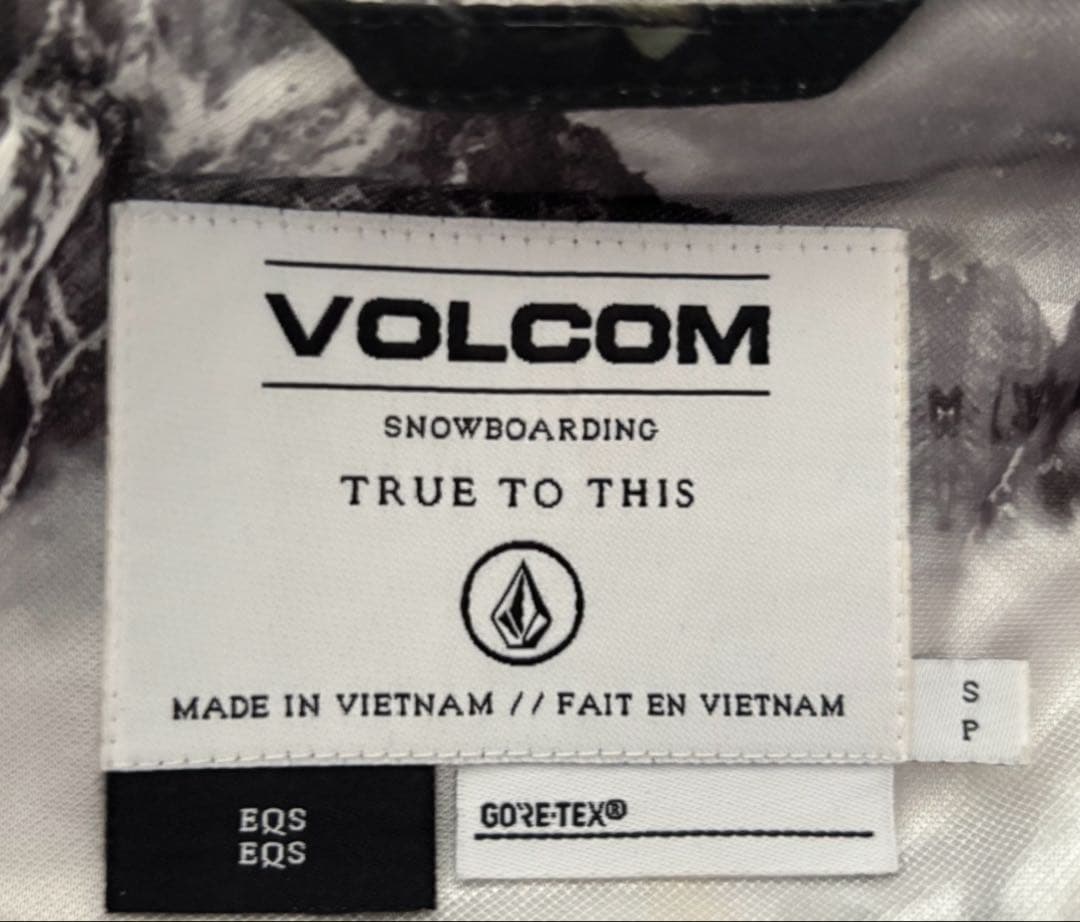 VOLCOM
SNOWBOARDING
TRUE TO THIS
MADE IN VIETNAM // FAIT EN VIETNAM
S
P
EQS
EQS
GORE-TEX®